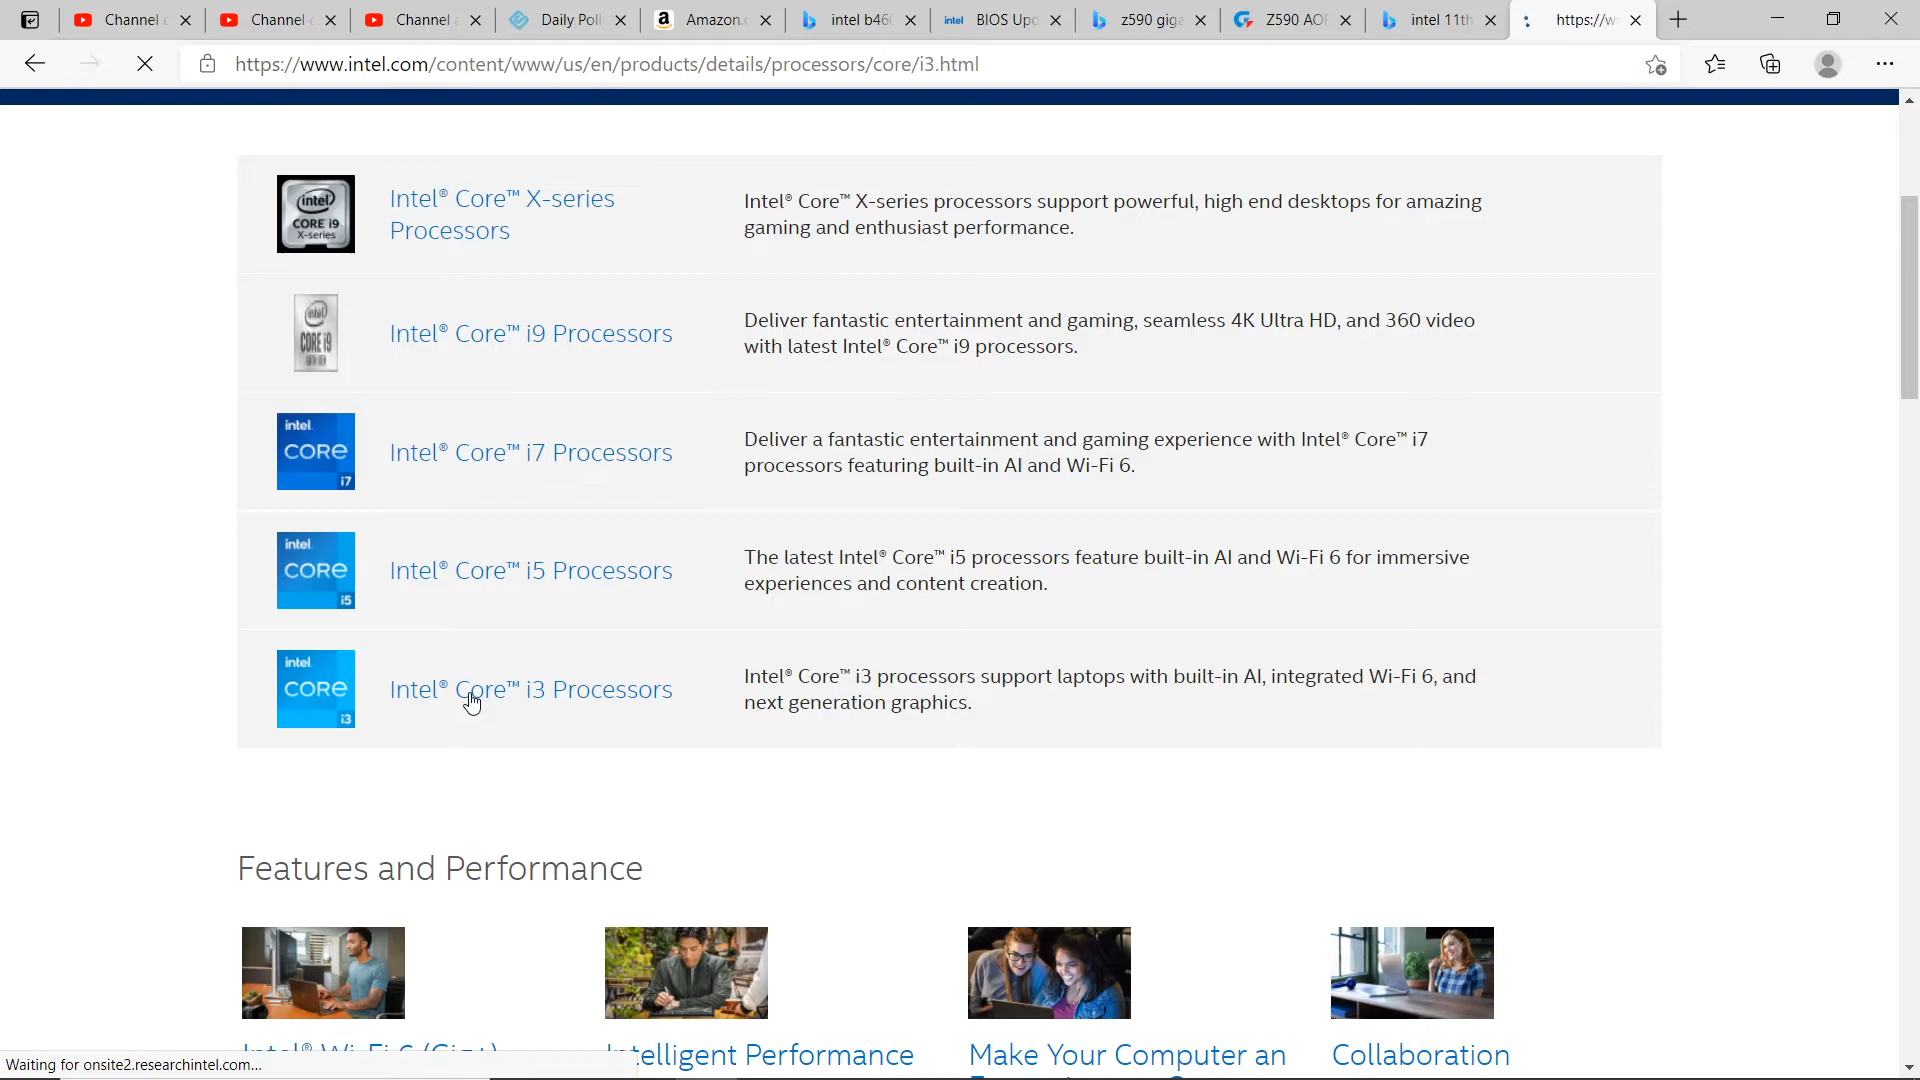 Channel
Channel
Channel
Daily Poll
Amazon.
intel b46
intel
BIOS Up
z590 giga
Z590 AO
intel 11th
https://w
https://www.intel.com/content/www/us/en/products/details/processors/core/i3.html
intel
CORE i9
X-series
Intel® Core™ X-series
Processors
Intel® Core™ X-series processors support powerful, high end desktops for amazing
gaming and enthusiast performance.
intel
CORE i9
Intel® Core™ i9 Processors
Deliver fantastic entertainment and gaming, seamless 4K Ultra HD, and 360 video
with latest Intel® Core™ i9 processors.
intel
CORE
i7
Intel® Core™ i7 Processors
Deliver a fantastic entertainment and gaming experience with Intel® Core™ i7
processors featuring built-in AI and Wi-Fi 6.
intel
CORE
i5
Intel® Core™ i5 Processors
The latest Intel® Core™ i5 processors feature built-in AI and Wi-Fi 6 for immersive
experiences and content creation.
intel
CORE
i3
Intel® Core™ i3 Processors
Intel® Core™ i3 processors support laptops with built-in AI, integrated Wi-Fi 6, and
next generation graphics.
Features and Performance
Intel® Wi-Fi 6 (Gig+)
Intelligent Performance
Make Your Computer an
Collaboration
Waiting for onsite2.researchintel.com...